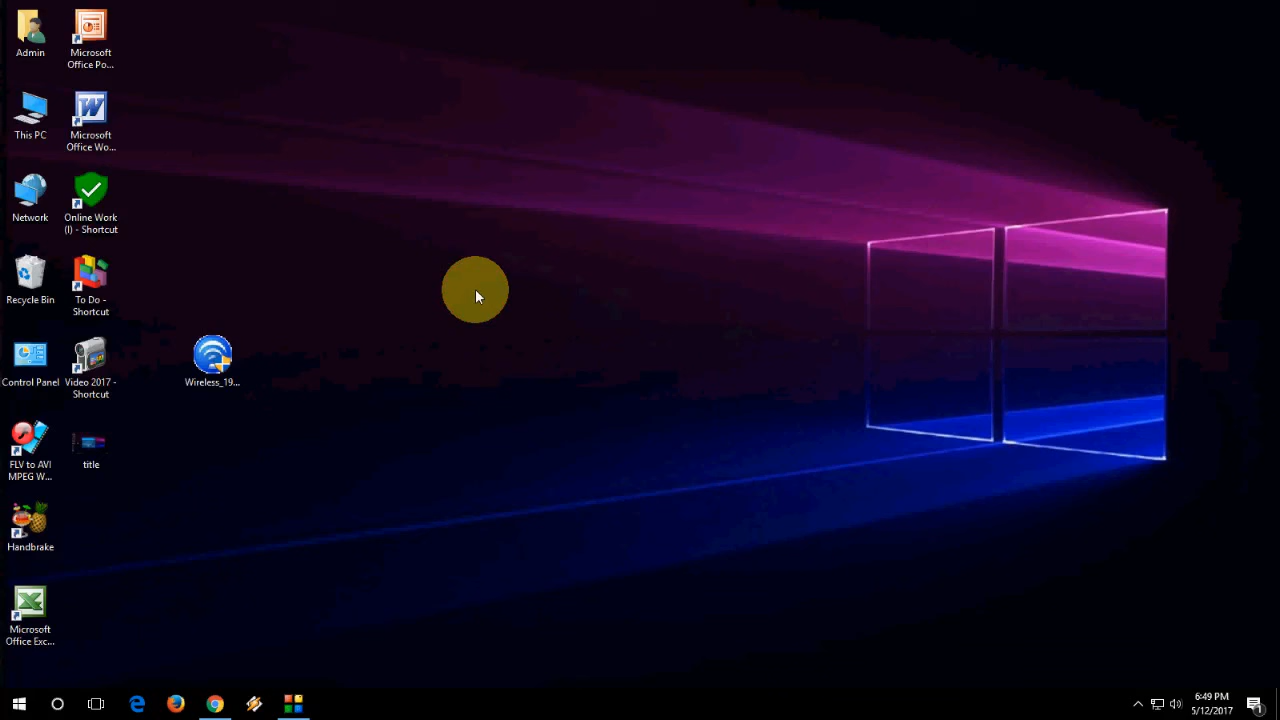 Admin
Microsoft
Office Po...
This PC
Microsoft
Office Wo...
Network
Online Work
(I) - Shortcut
Recycle Bin
To Do -
Shortcut
Control Panel
Video 2017 -
Shortcut
Wireless_19...
FLV to AVI
MPEG W...
title
Handbrake
Microsoft
Office Exc...
6:49 PM
5/12/2017
1